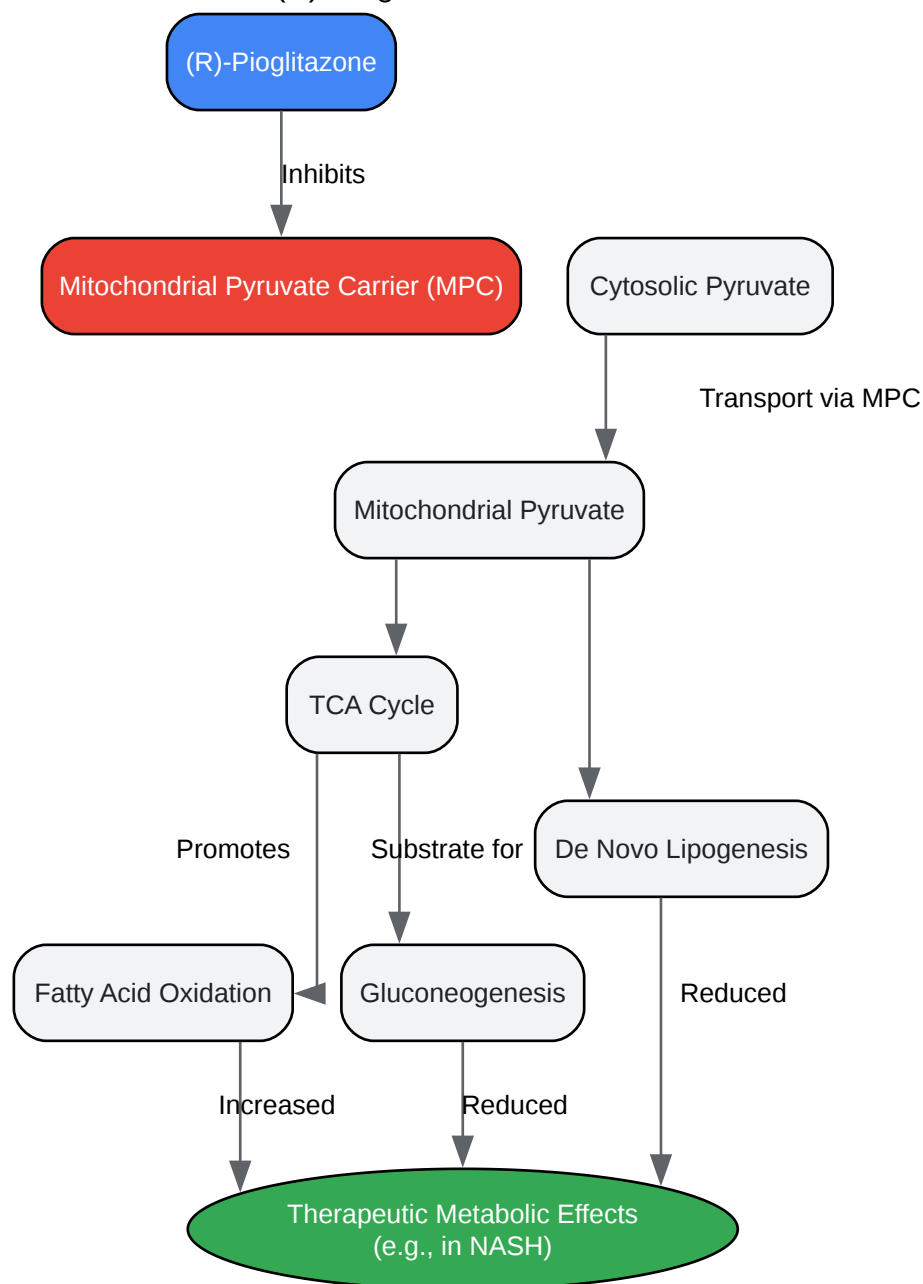 (R)-Pioglitazone
Inhibits
Mitochondrial Pyruvate Carrier (MPC)
Cytosolic Pyruvate
Transport via MPC
Mitochondrial Pyruvate
TCA Cycle
Promotes
Substrate for
De Novo Lipogenesis
Fatty Acid Oxidation
Gluconeogenesis
Reduced
Increased
Reduced
Therapeutic Metabolic Effects
(e.g., in NASH)